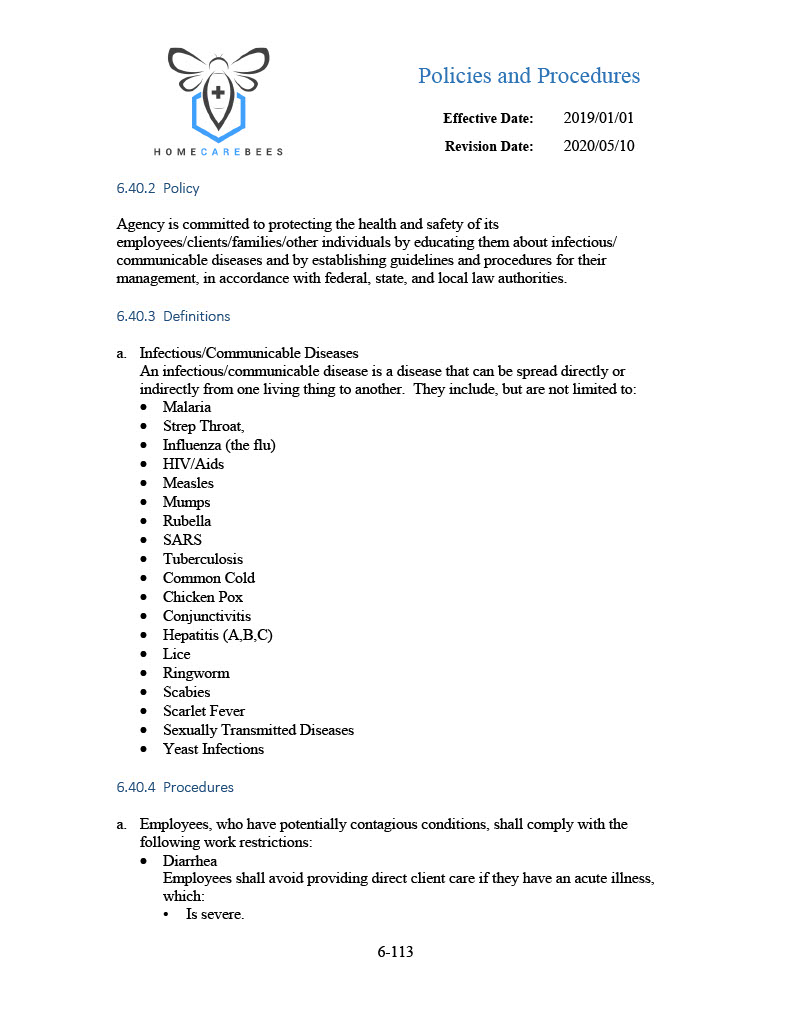 HOMECAREBEES
Policies and Procedures
Effective Date: 2019/01/01
Revision Date: 2020/05/10
6.40.2 Policy
Agency is committed to protecting the health and safety of its
employees/clients/families/other individuals by educating them about infectious/
communicable diseases and by establishing guidelines and procedures for their
management, in accordance with federal, state, and local law authorities.
6.40.3 Definitions
a. Infectious/Communicable Diseases
An infectious/communicable disease is a disease that can be spread directly or
indirectly from one living thing to another. They include, but are not limited to:
• Malaria
• Strep Throat,
• Influenza (the flu)
• HIV/Aids
• Measles
• Mumps
• Rubella
• SARS
• Tuberculosis
• Common Cold
• Chicken Pox
• Conjunctivitis
• Hepatitis (A,B,C)
• Lice
• Ringworm
• Scabies
• Scarlet Fever
• Sexually Transmitted Diseases
• Yeast Infections
6.40.4 Procedures
a. Employees, who have potentially contagious conditions, shall comply with the
following work restrictions:
• Diarrhea
Employees shall avoid providing direct client care if they have an acute illness,
which:
• Is severe.
6-113